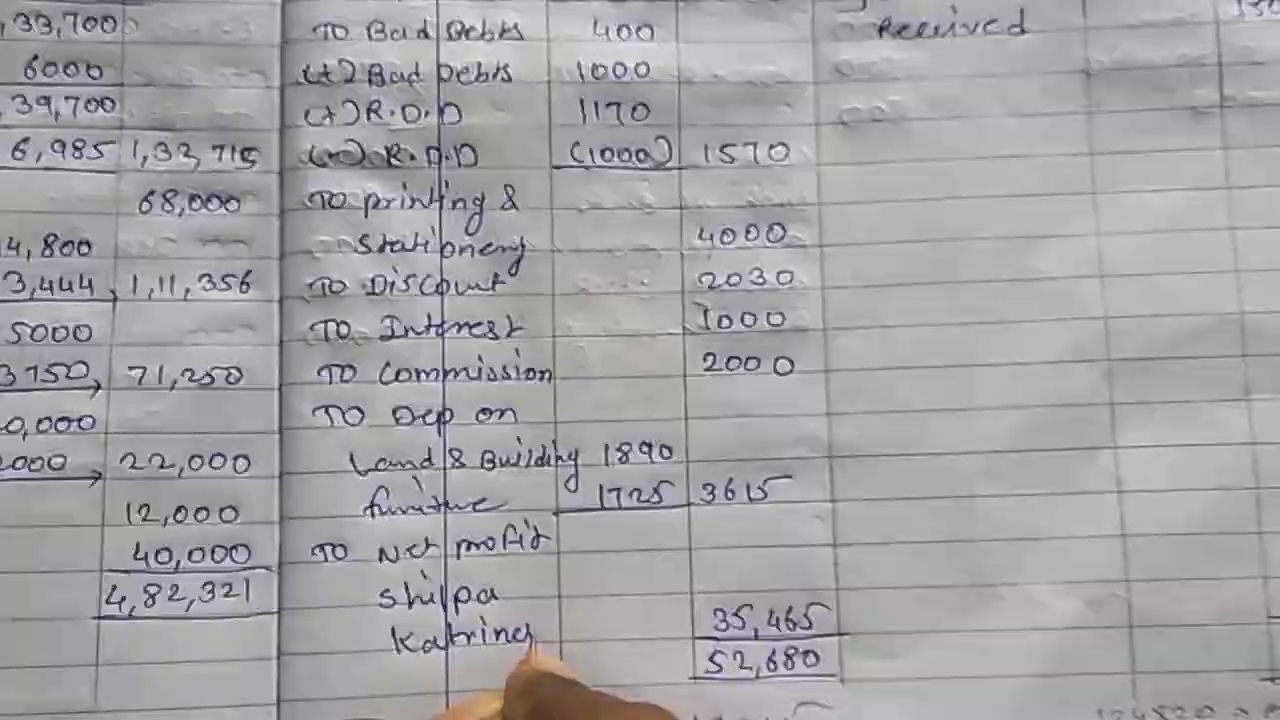 ,33,700 To Bad Debts 400 Received
6000 (+) Bad Debts 1000
,39,700 (+) R.D.D 1170
6,985 1,32,715 (-) R.D.D (1000) 1570
68,000 To printing &
4,800 Stationery 4000
3,444, 1,11,356 To Discount 2030
5000 To Interest 1000
3750, 71,250 To Commission 2000
0,000 To Dep on
000 22,000 Land & Building 1890
12,000 furniture 1725 3615
40,000 To Net profit
4,82,321 Shilpa 35,465
Katrina 52,680